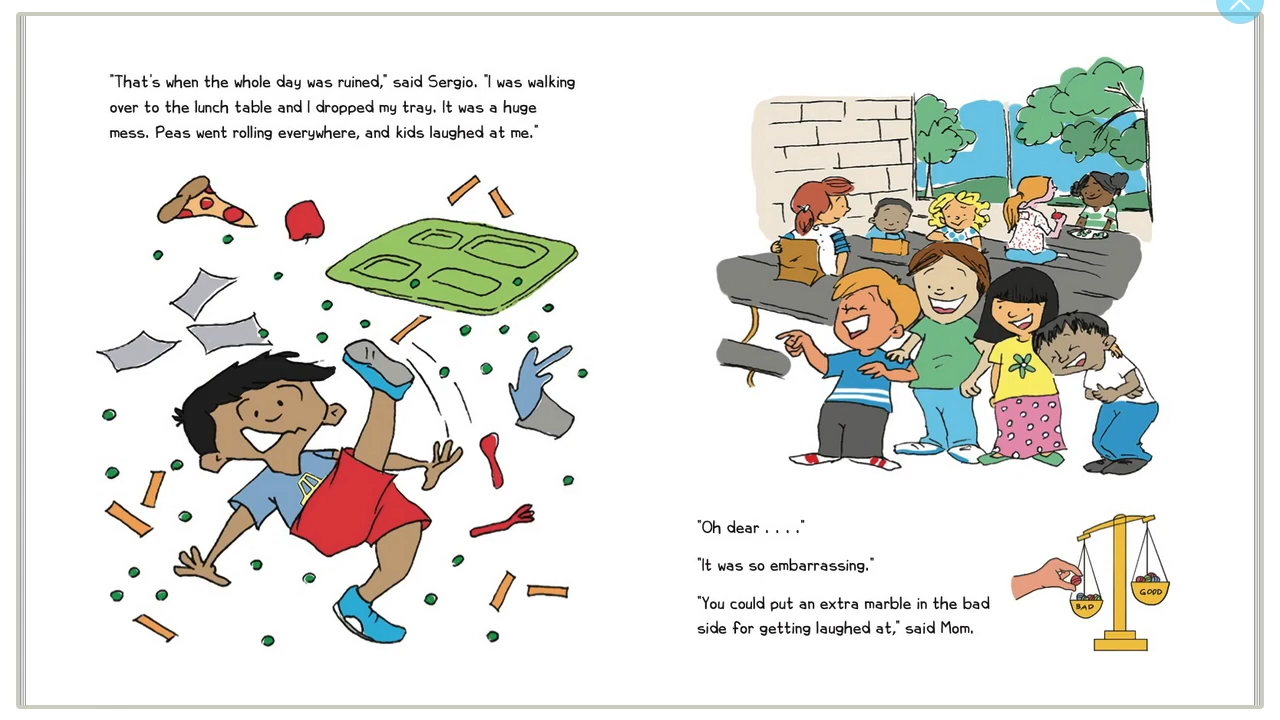 "That's when the whole day was ruined," said Sergio. "I was walking
over to the lunch table and I dropped my tray. It was a huge
mess. Peas went rolling everywhere, and kids laughed at me."
"Oh dear . . . ."
"It was so embarrassing."
"You could put an extra marble in the bad
side for getting laughed at," said Mom.
BAD
GOOD